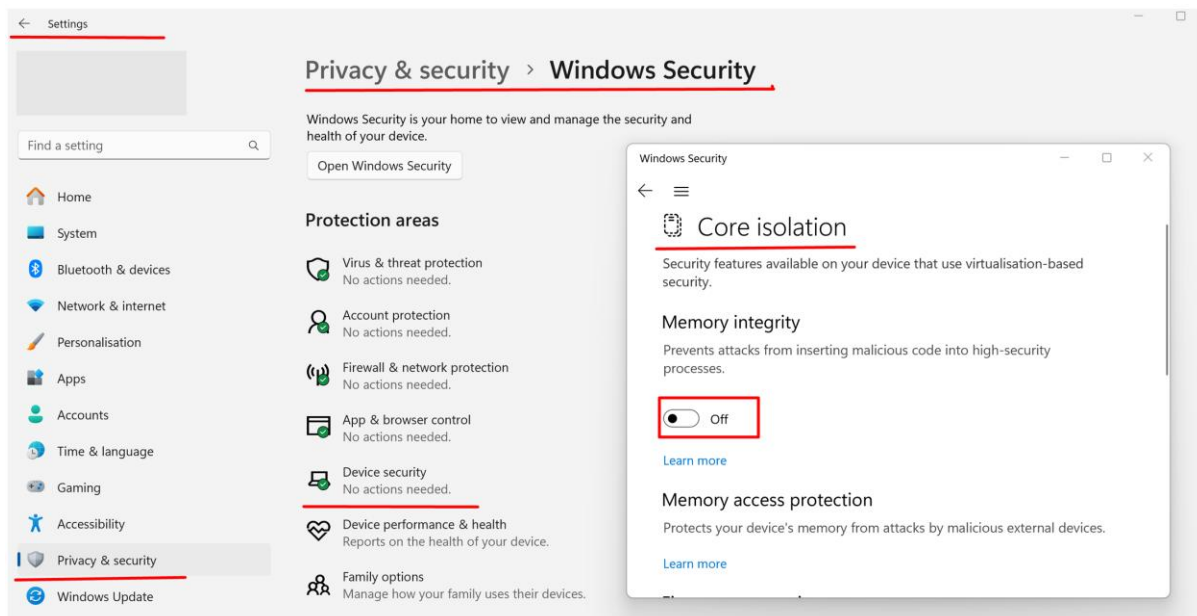 Settings
Find a setting
Home
System
Bluetooth & devices
Network & internet
Personalisation
Apps
Accounts
Time & language
Gaming
Accessibility
Privacy & security
Windows Update
Privacy & security > Windows Security
Windows Security is your home to view and manage the security and
health of your device.
Open Windows Security
Protection areas
Virus & threat protection
No actions needed.
Account protection
No actions needed.
Firewall & network protection
No actions needed.
App & browser control
No actions needed.
Device security
No actions needed.
Device performance & health
Reports on the health of your device.
Family options
Manage how your family uses their devices.
Windows Security
Core isolation
Security features available on your device that use virtualisation-based
security.
Memory integrity
Prevents attacks from inserting malicious code into high-security
processes.
Off
Learn more
Memory access protection
Protects your device's memory from attacks by malicious external devices.
Learn more